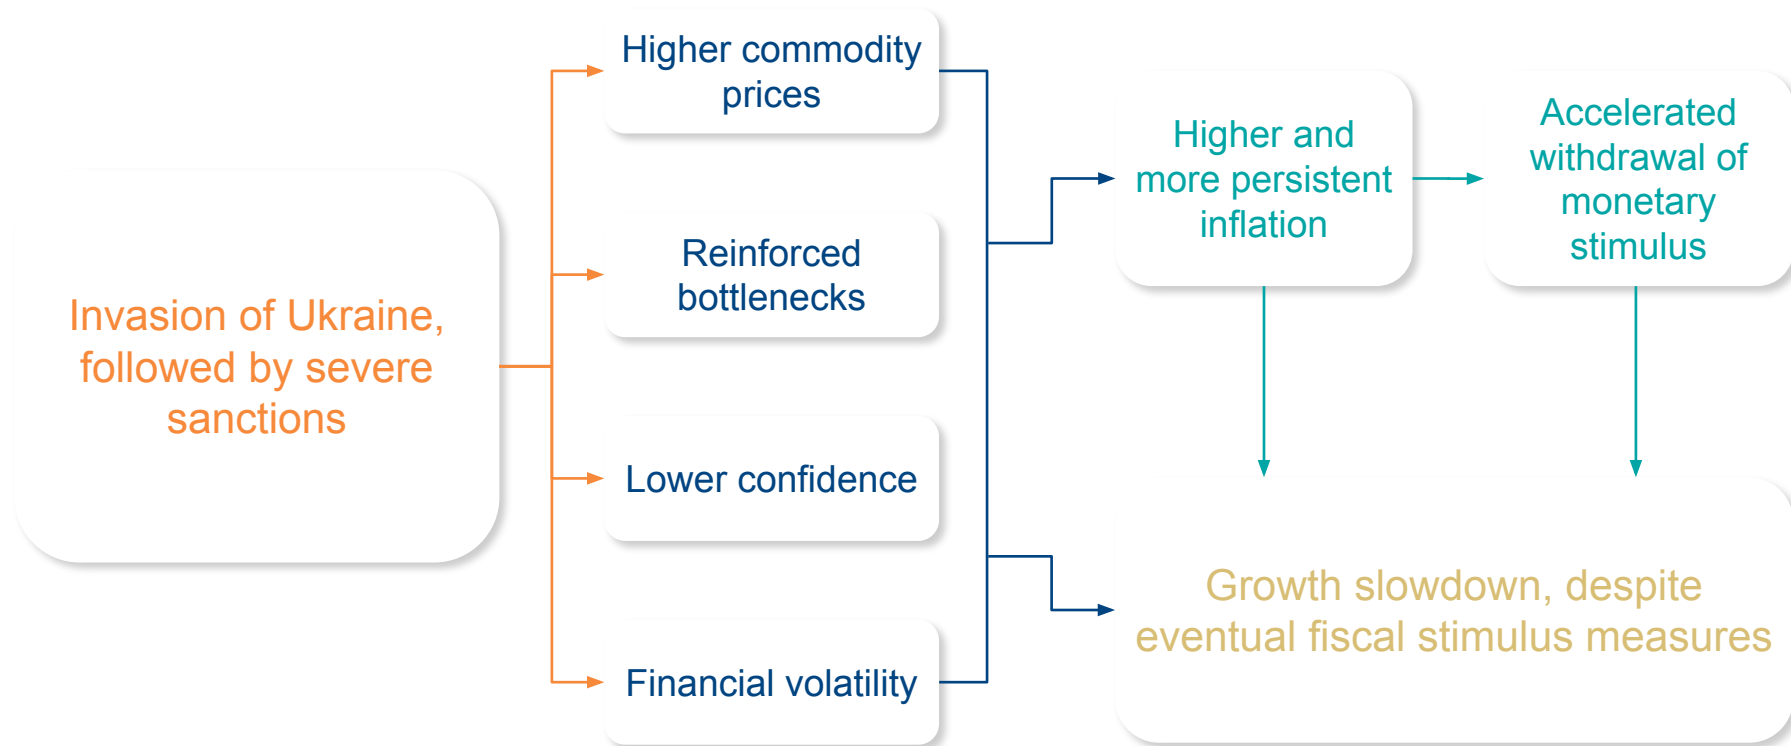 Invasion of Ukraine,
followed by severe
sanctions
Higher commodity
prices
Reinforced
bottlenecks
Lower confidence
Financial volatility
Higher and
more persistent
inflation
Accelerated
withdrawal of
monetary
stimulus
Growth slowdown, despite
eventual fiscal stimulus measures